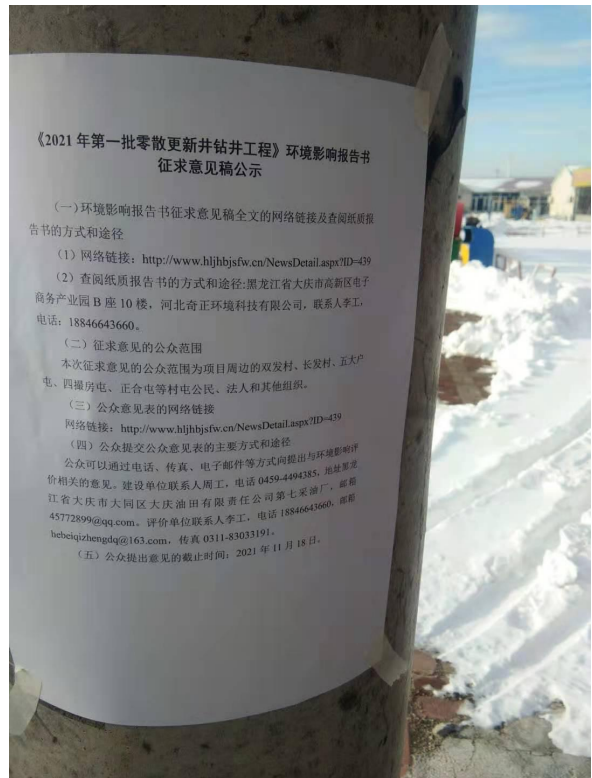 《2021年第一批零散更新井钻井工程》环境影响报告书
征求意见稿公示
（一）环境影响报告书征求意见稿全文的网络链接及查阅纸质报
告书的方式和途径
（1）网络链接：http://www.hljhbjsfw.cn/NewsDetail.aspx?ID=439
（2）查阅纸质报告书的方式和途径:黑龙江省大庆市高新区电子
商务产业园B座10楼，河北奇正环境科技有限公司，联系人李工，
电话：18846643660。
（二）征求意见的公众范围
本次征求意见的公众范围为项目周边的双发村、长发村、五大户
屯、四撮房屯、正合屯等村屯公民、法人和其他组织。
（三）公众意见表的网络链接
网络链接：http://www.hljhbjsfw.cn/NewsDetail.aspx?ID=439
（四）公众提交公众意见表的主要方式和途径
公众可以通过电话、传真、电子邮件等方式向提出与环境影响评
价相关的意见。建设单位联系人周工，电话0459-4494385，地址黑龙
江省大庆市大同区大庆油田有限责任公司第七采油厂，邮箱
45772899@qq.com。评价单位联系人李工，电话18846643660，邮箱
hebeiqizhengdq@163.com，传真0311-83033191。
（五）公众提出意见的截止时间：2021年11月18日。